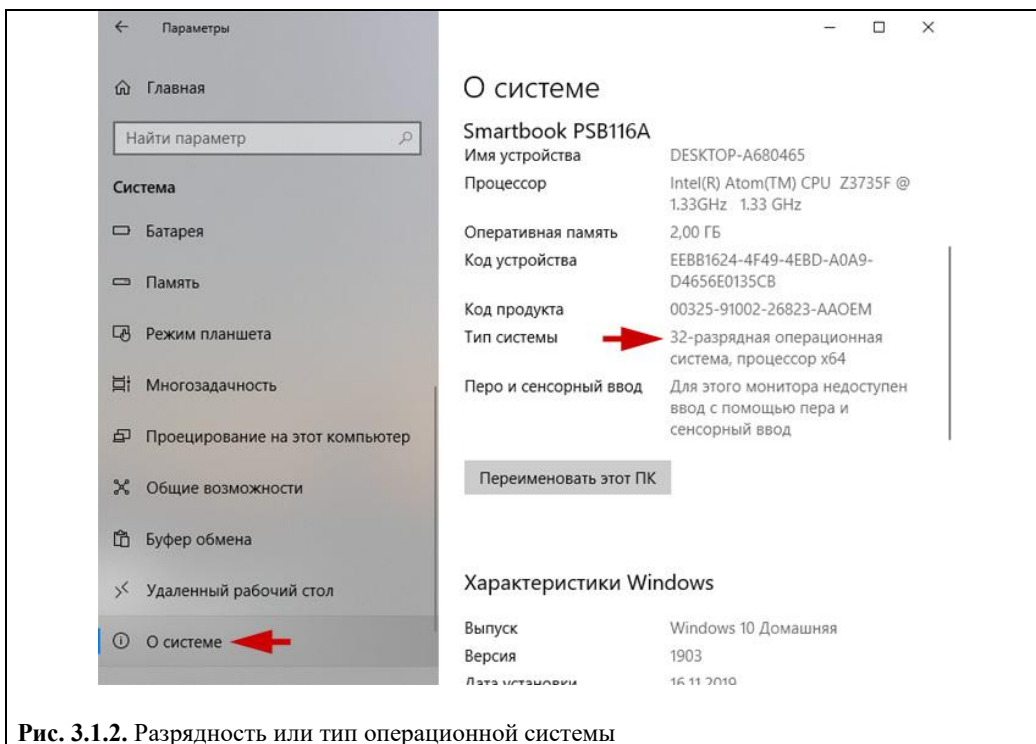 Параметры
Главная
Найти параметр
Система
Батарея
Память
Режим планшета
Многозадачность
Проецирование на этот компьютер
Общие возможности
Буфер обмена
Удаленный рабочий стол
О системе
О системе
Smartbook PSB116A
Имя устройства DESKTOP-A680465
Процессор Intel(R) Atom(TM) CPU Z3735F @
1.33GHz 1.33 GHz
Оперативная память 2,00 ГБ
Код устройства EEBB1624-4F49-4EBD-A0A9-
D4656E0135CB
Код продукта 00325-91002-26823-AAOEM
Тип системы 32-разрядная операционная
система, процессор x64
Перо и сенсорный ввод Для этого монитора недоступен
ввод с помощью пера и
сенсорный ввод
Переименовать этот ПК
Характеристики Windows
Выпуск Windows 10 Домашняя
Версия 1903
Дата установки 16.11.2019
Рис. 3.1.2. Разрядность или тип операционной системы